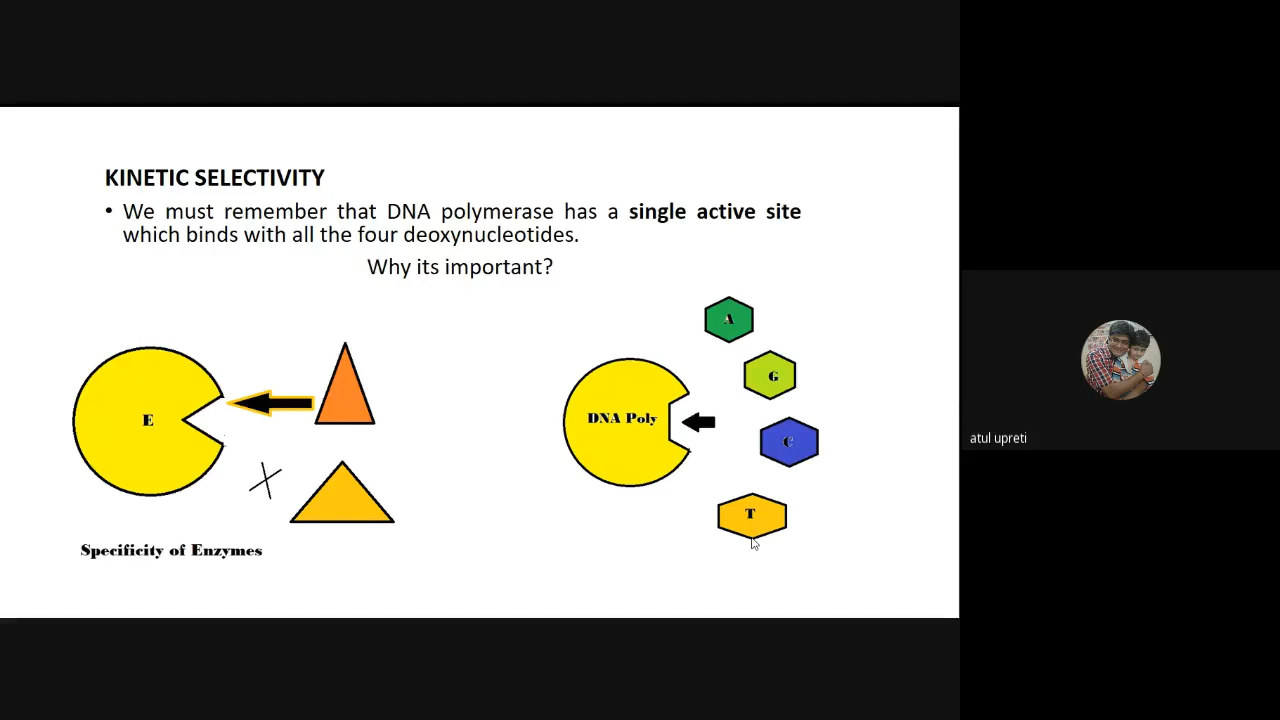 KINETIC SELECTIVITY
• We must remember that DNA polymerase has a single active site
which binds with all the four deoxynucleotides.
Why its important?
A
G
E
DNA Poly
C
T
Specificity of Enzymes
atul upreti